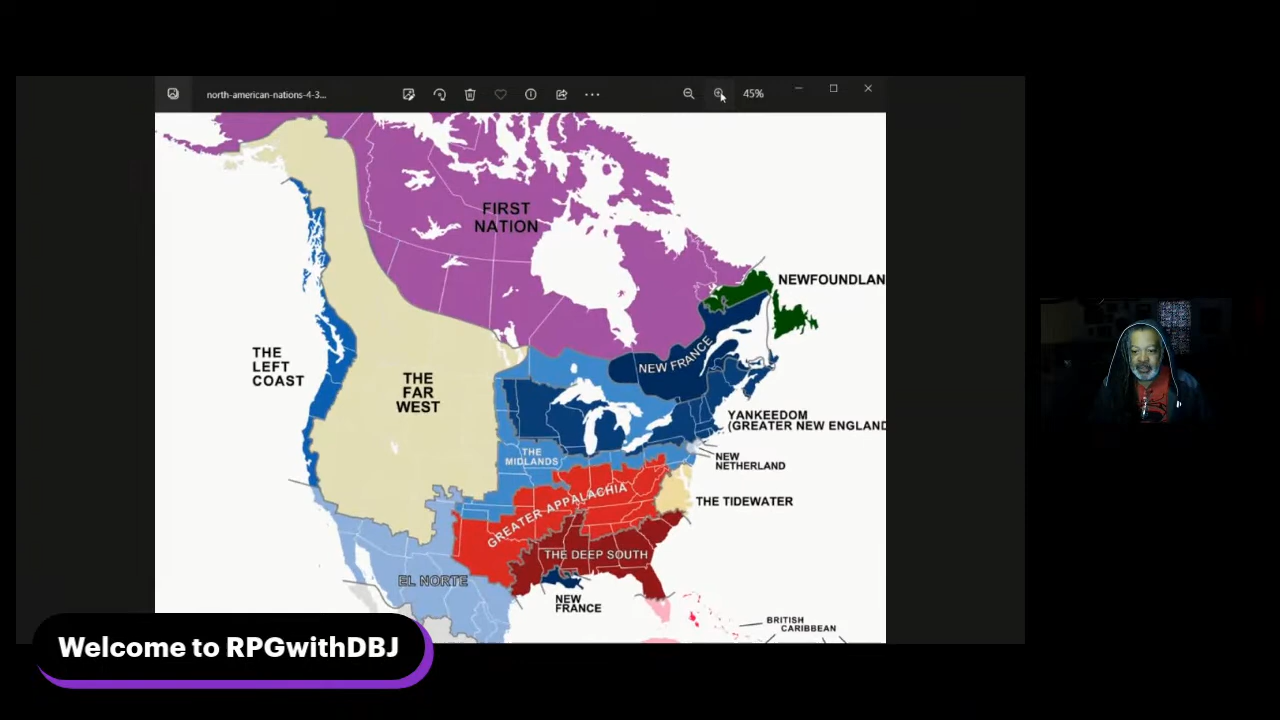 north-american-nations-4-3...
45%
FIRST
NATION
NEWFOUNDLAN
THE
LEFT
COAST
THE
FAR
WEST
NEW FRANCE
YANKEEDOM
(GREATER NEW ENGLAND
THE
MIDLANDS
NEW
NETHERLAND
GREATER APPALACHIA
THE TIDEWATER
THE DEEP SOUTH
EL NORTE
NEW
FRANCE
BRITISH
CARIBBEAN
Welcome to RPGwithDBJ